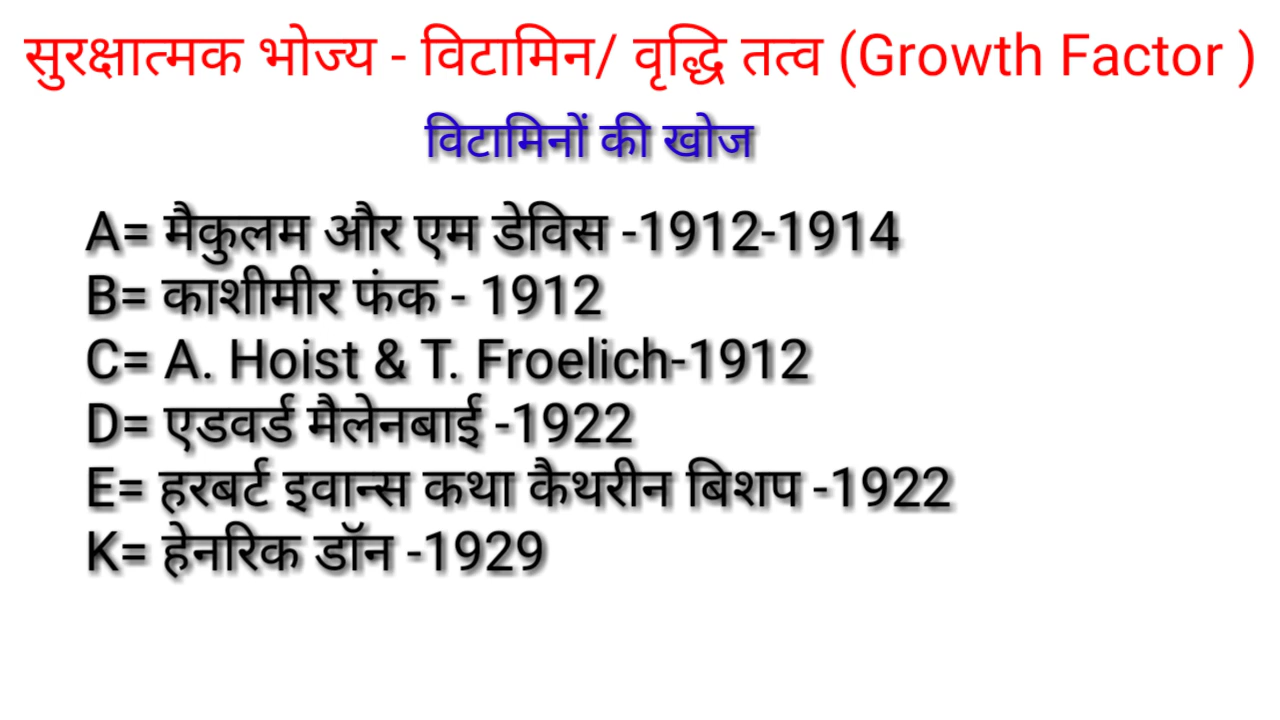 सुरक्षात्मक भोज्य - विटामिन/ वृद्धि तत्व (Growth Factor )
विटामिनों की खोज
A= मैकुलम और एम डेविस -1912-1914
B= काशीमीर फंक - 1912
C= A. Hoist & T. Froelich-1912
D= एडवर्ड मैलेनबाई -1922
E= हरबर्ट इवान्स कथा कैथरीन बिशप -1922
K= हेनरिक डॉन -1929